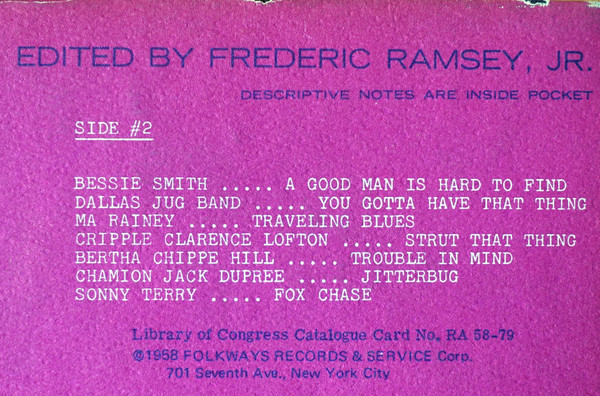 EDITED BY FREDERIC RAMSEY, JR.
DESCRIPTIVE NOTES ARE INSIDE POCKET
SIDE #2
BESSIE SMITH ..... A GOOD MAN IS HARD TO FIND
DALLAS JUG BAND ..... YOU GOTTA HAVE THAT THING
MA RAINEY ..... TRAVELING BLUES
CRIPPLE CLARENCE LOFTON ..... STRUT THAT THING
BERTHA CHIPPE HILL ..... TROUBLE IN MIND
CHAMION JACK DUPREE ..... JITTERBUG
SONNY TERRY ..... FOX CHASE
Library of Congress Catalogue Card No. RA 58-79
©1958 FOLKWAYS RECORDS & SERVICE Corp.
701 Seventh Ave., New York City